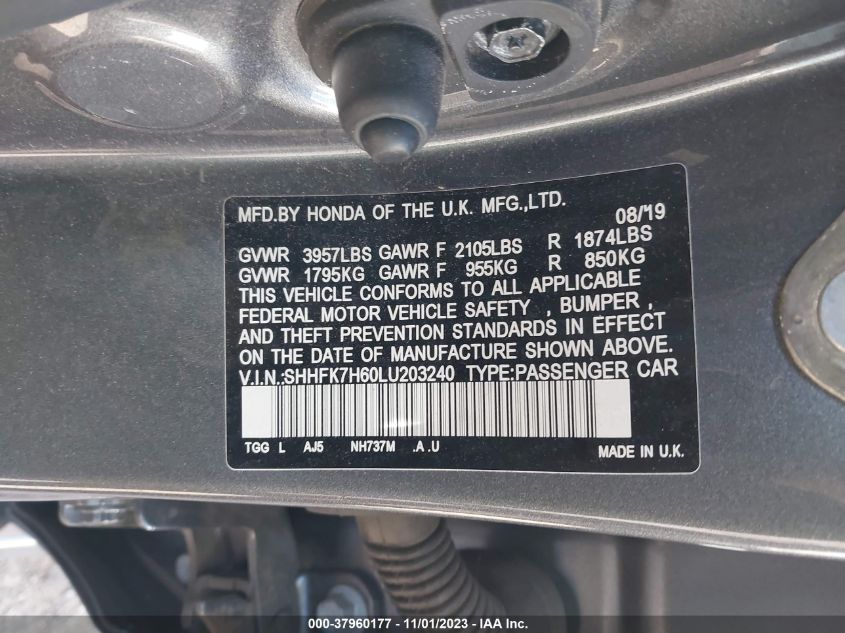 MFD.BY HONDA OF THE U.K. MFG.,LTD. 08/19
GVWR 3957LBS GAWR F 2105LBS R 1874LBS
GVWR 1795KG GAWR F 955KG R 850KG
THIS VEHICLE CONFORMS TO ALL APPLICABLE
FEDERAL MOTOR VEHICLE SAFETY , BUMPER ,
AND THEFT PREVENTION STANDARDS IN EFFECT
ON THE DATE OF MANUFACTURE SHOWN ABOVE.
V.I.N.:SHHFK7H60LU203240 TYPE:PASSENGER CAR
TGG L AJ5 NH737M .A .U MADE IN U.K.
000-37960177 - 11/01/2023 - IAA Inc.